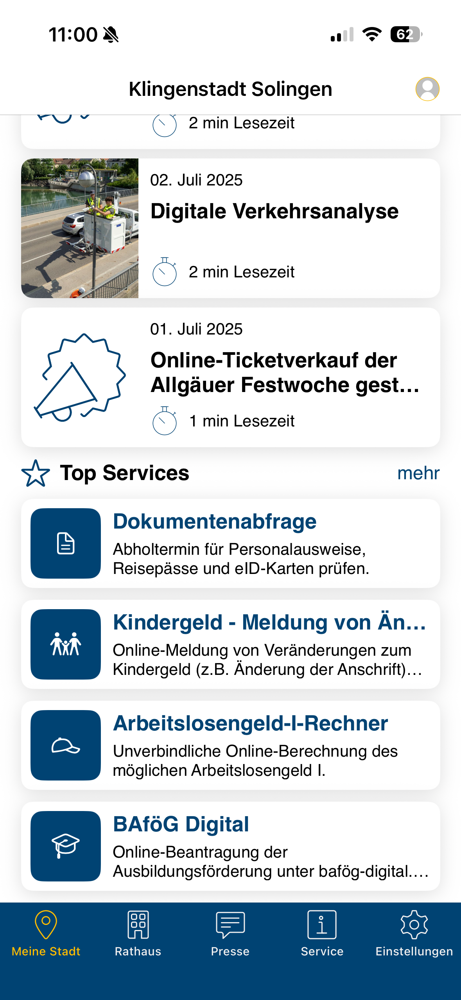 11:00
62
Klingenstadt Solingen
2 min Lesezeit
02. Juli 2025
Digitale Verkehrsanalyse
2 min Lesezeit
01. Juli 2025
Online-Ticketverkauf der
Allgäuer Festwoche gest...
1 min Lesezeit
Top Services
mehr
Dokumentenabfrage
Abholtermin für Personalausweise,
Reisepässe und eID-Karten prüfen.
Kindergeld - Meldung von Än...
Online-Meldung von Veränderungen zum
Kindergeld (z.B. Änderung der Anschrift)...
Arbeitslosengeld-I-Rechner
Unverbindliche Online-Berechnung des
möglichen Arbeitslosengeld I.
BAföG Digital
Online-Beantragung der
Ausbildungsförderung unter bafög-digital....
Meine Stadt
Rathaus
Presse
Service
Einstellungen